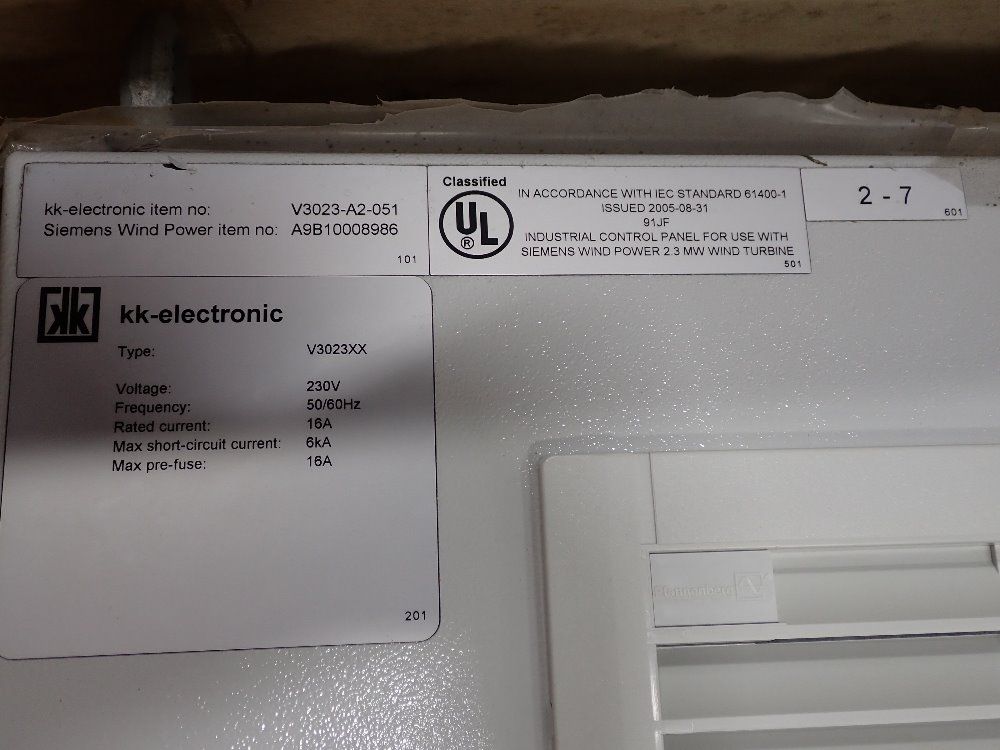 kk-electronic item no: V3023-A2-051
Siemens Wind Power item no: A9B10008986
101
Classified
UL
®
IN ACCORDANCE WITH IEC STANDARD 61400-1
ISSUED 2005-08-31
91JF
INDUSTRIAL CONTROL PANEL FOR USE WITH
SIEMENS WIND POWER 2.3 MW WIND TURBINE
501
2 - 7
601
kk kk-electronic
Type: V3023XX
Voltage: 230V
Frequency: 50/60Hz
Rated current: 16A
Max short-circuit current: 6kA
Max pre-fuse: 16A
201
Pfannenberg